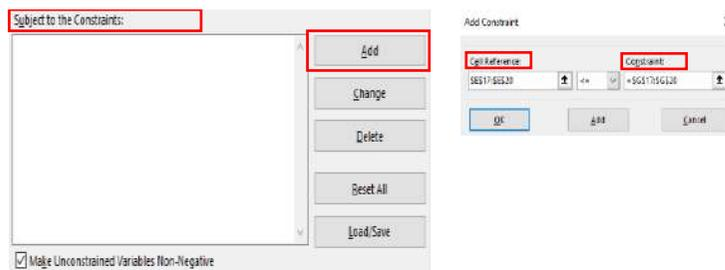 Subject to the Constraints:
Add
Change
Delete
Reset All
Load/Save
Make Unconstrained Variables Non-Negative
Add Constraint
Cell Reference:
Constraint:
$E$17:$E$20
<=
=$G$17:$G$20
OK
Add
Cancel